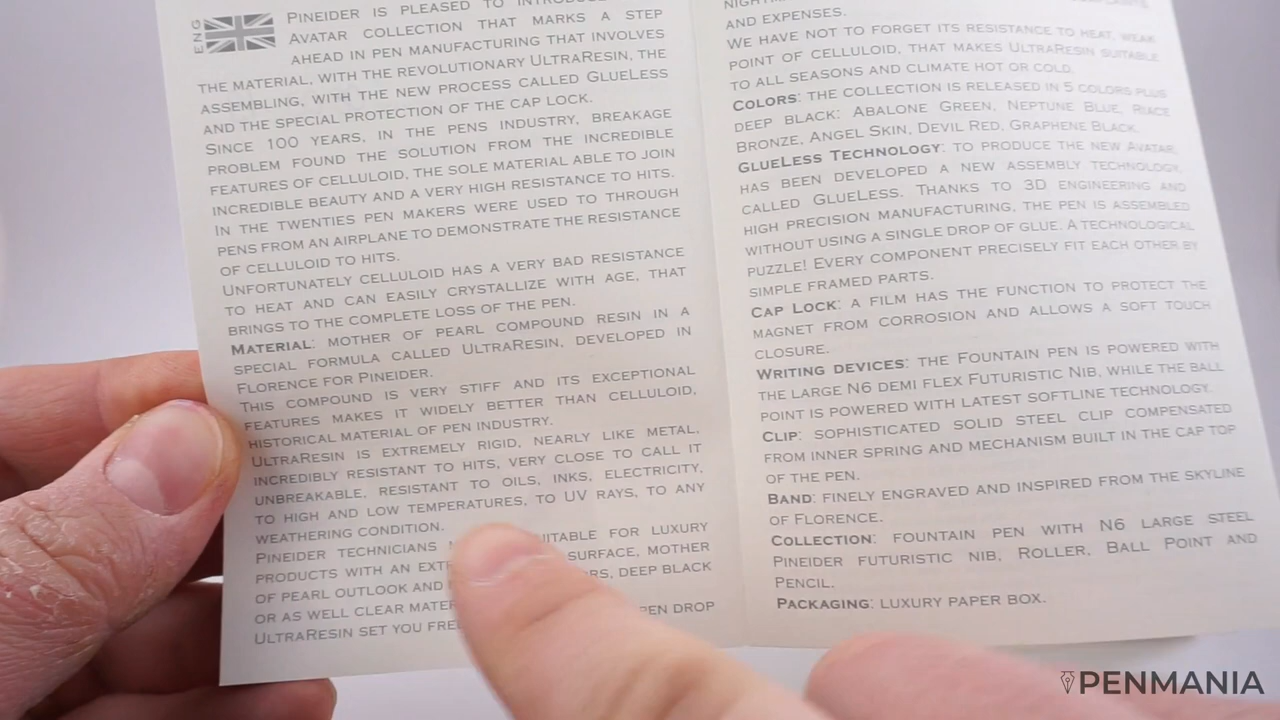 ENG
PINEIDER IS PLEASED TO
AVATAR COLLECTION THAT MARKS A STEP
AHEAD IN PEN MANUFACTURING THAT INVOLVES
THE MATERIAL, WITH THE REVOLUTIONARY ULTRARESIN, THE
ASSEMBLING, WITH THE NEW PROCESS CALLED GLUELESS
AND THE SPECIAL PROTECTION OF THE CAP LOCK.
SINCE 100 YEARS, IN THE PENS INDUSTRY, BREAKAGE
PROBLEM FOUND THE SOLUTION FROM THE INCREDIBLE
FEATURES OF CELLULOID, THE SOLE MATERIAL ABLE TO JOIN
INCREDIBLE BEAUTY AND A VERY HIGH RESISTANCE TO HITS.
IN THE TWENTIES PEN MAKERS WERE USED TO THROUGH
PENS FROM AN AIRPLANE TO DEMONSTRATE THE RESISTANCE
OF CELLULOID TO HITS.
UNFORTUNATELY CELLULOID HAS A VERY BAD RESISTANCE
TO HEAT AND CAN EASILY CRYSTALLIZE WITH AGE, THAT
BRINGS TO THE COMPLETE LOSS OF THE PEN.
MATERIAL: MOTHER OF PEARL COMPOUND RESIN IN A
SPECIAL FORMULA CALLED ULTRARESIN, DEVELOPED IN
FLORENCE FOR PINEIDER.
THIS COMPOUND IS VERY STIFF AND ITS EXCEPTIONAL
FEATURES MAKES IT WIDELY BETTER THAN CELLULOID,
HISTORICAL MATERIAL OF PEN INDUSTRY.
ULTRARESIN IS EXTREMELY RIGID, NEARLY LIKE METAL,
INCREDIBLY RESISTANT TO HITS, VERY CLOSE TO CALL IT
UNBREAKABLE, RESISTANT TO OILS, INKS, ELECTRICITY,
TO HIGH AND LOW TEMPERATURES, TO UV RAYS, TO ANY
WEATHERING CONDITION.
PINEIDER TECHNICIANS SUITABLE FOR LUXURY
PRODUCTS WITH AN SURFACE, MOTHER
OF PEARL OUTLOOK AND DEEP BLACK
OR AS WELL CLEAR
ULTRARESIN SET YOU PEN DROP
AND EXPENSES.
WE HAVE NOT TO FORGET ITS RESISTANCE TO HEAT, WEAK
POINT OF CELLULOID, THAT MAKES ULTRARESIN SUITABLE
TO ALL SEASONS AND CLIMATE HOT OR COLD.
COLORS: THE COLLECTION IS RELEASED IN 5 COLORS PLUS
DEEP BLACK: ABALONE GREEN, NEPTUNE BLUE, RIACE
BRONZE, ANGEL SKIN, DEVIL RED, GRAPHENE BLACK.
GLUELESS TECHNOLOGY: TO PRODUCE THE NEW AVATAR,
HAS BEEN DEVELOPED A NEW ASSEMBLY TECHNOLOGY,
CALLED GLUELESS. THANKS TO 3D ENGINEERING AND
HIGH PRECISION MANUFACTURING, THE PEN IS ASSEMBLED
WITHOUT USING A SINGLE DROP OF GLUE. A TECHNOLOGICAL
PUZZLE! EVERY COMPONENT PRECISELY FIT EACH OTHER BY
SIMPLE FRAMED PARTS.
CAP LOCK: A FILM HAS THE FUNCTION TO PROTECT THE
MAGNET FROM CORROSION AND ALLOWS A SOFT TOUCH
CLOSURE.
WRITING DEVICES: THE FOUNTAIN PEN IS POWERED WITH
THE LARGE N6 DEMI FLEX FUTURISTIC NIB, WHILE THE BALL
POINT IS POWERED WITH LATEST SOFTLINE TECHNOLOGY.
CLIP: SOPHISTICATED SOLID STEEL CLIP COMPENSATED
FROM INNER SPRING AND MECHANISM BUILT IN THE CAP TOP
OF THE PEN.
BAND: FINELY ENGRAVED AND INSPIRED FROM THE SKYLINE
OF FLORENCE.
COLLECTION: FOUNTAIN PEN WITH N6 LARGE STEEL
PINEIDER FUTURISTIC NIB, ROLLER, BALL POINT AND
PENCIL.
PACKAGING: LUXURY PAPER BOX.
PENMANIA